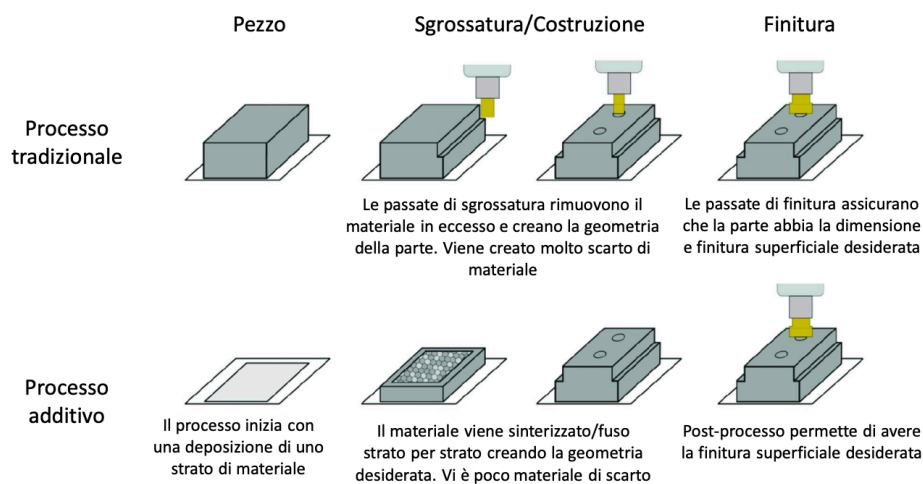 Pezzo
Sgrossatura/Costruzione
Finitura
Processo
tradizionale
Le passate di sgrossatura rimuovono il
materiale in eccesso e creano la geometria
della parte. Viene creato molto scarto di
materiale
Le passate di finitura assicurano
che la parte abbia la dimensione
e finitura superficiale desiderata
Processo
additivo
Il processo inizia con
una deposizione di uno
strato di materiale
Il materiale viene sinterizzato/fuso
strato per strato creando la geometria
desiderata. Vi è poco materiale di scarto
Post-processo permette di avere
la finitura superficiale desiderata